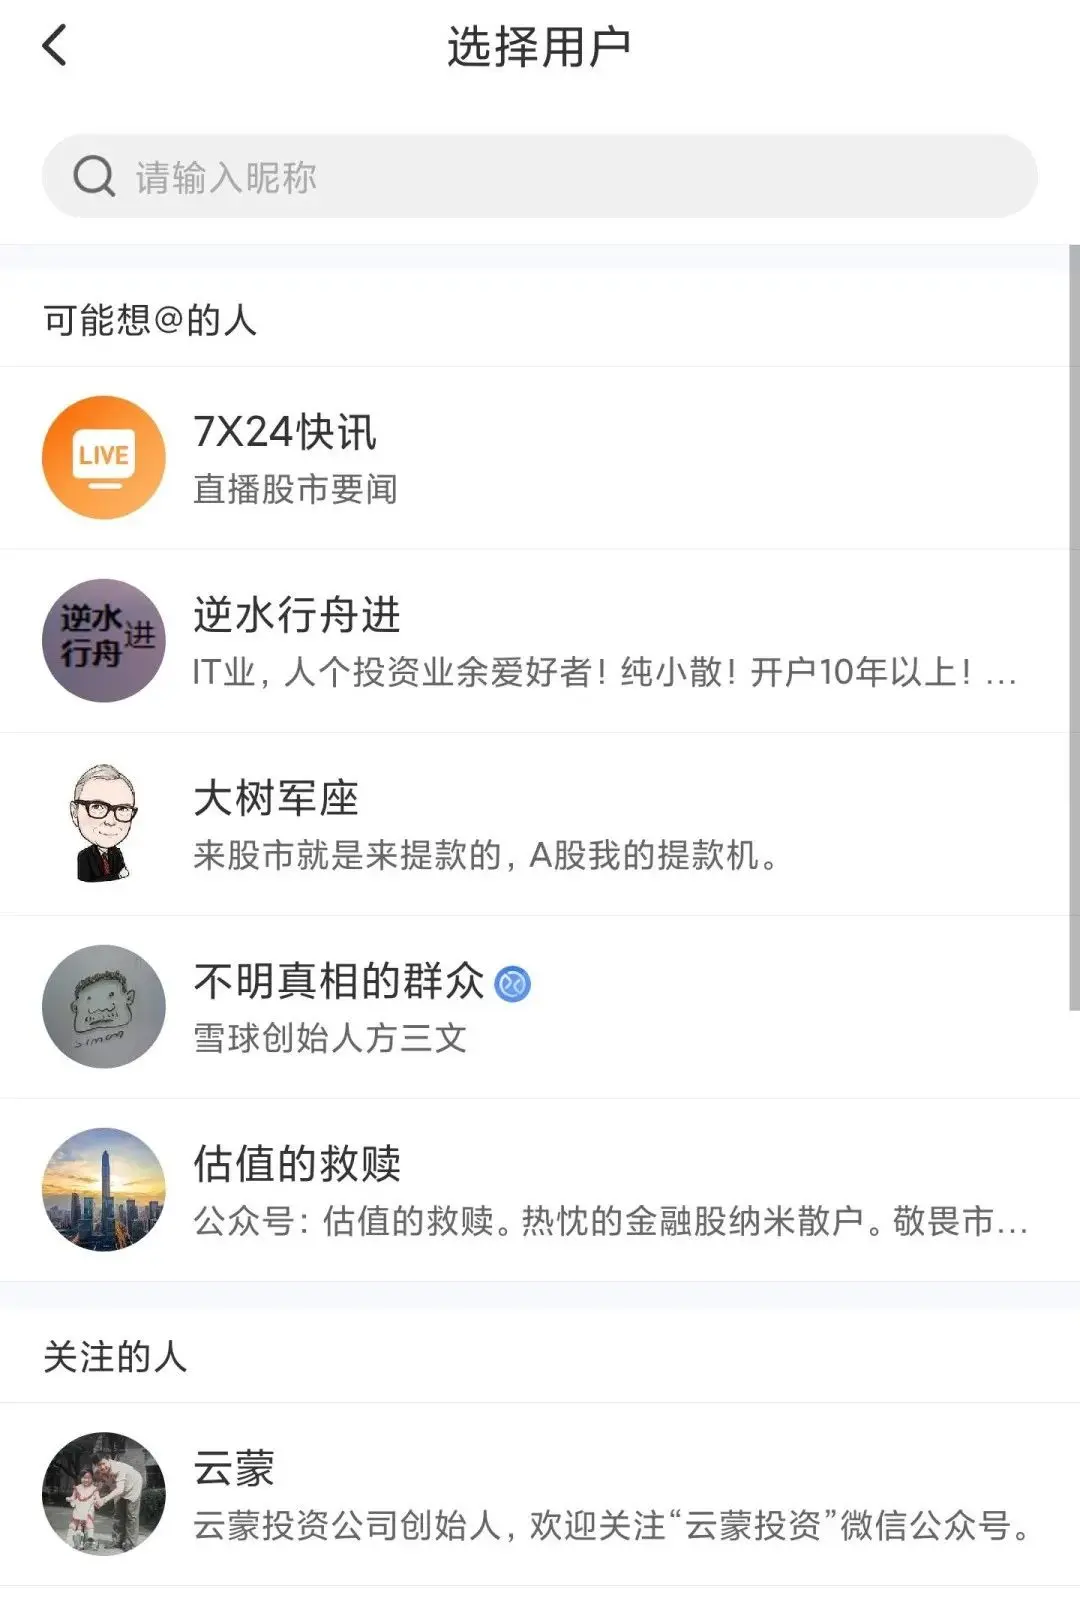 选择用户
请输入昵称
可能想@的人
LIVE
7X24快讯
直播股市要闻
逆水
行舟进
逆水行舟进
IT业，人个投资业余爱好者！纯小散！开户10年以上！...
大树军座
来股市就是来提款的，A股我的提款机。
不明真相的群众
雪球创始人方三文
simon
估值的救赎
公众号：估值的救赎。热忱的金融股纳米散户。敬畏市...
关注的人
云蒙
云蒙投资公司创始人，欢迎关注“云蒙投资”微信公众号。